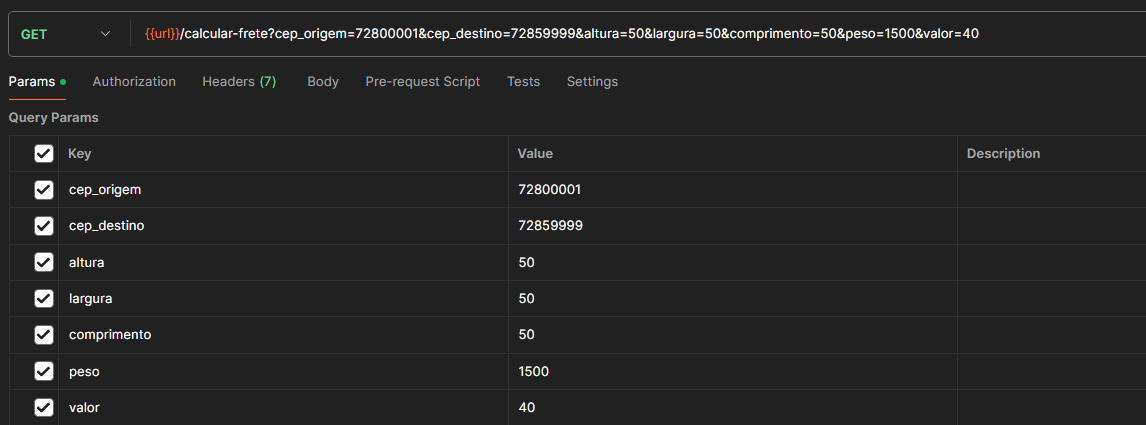 GET {{url}}/calcular-frete?cep_origem=72800001&cep_destino=72859999&altura=50&largura=50&comprimento=50&peso=1500&valor=40
Params Authorization Headers (7) Body Pre-request Script Tests Settings
Query Params
Key Value Description
cep_origem 72800001
cep_destino 72859999
altura 50
largura 50
comprimento 50
peso 1500
valor 40